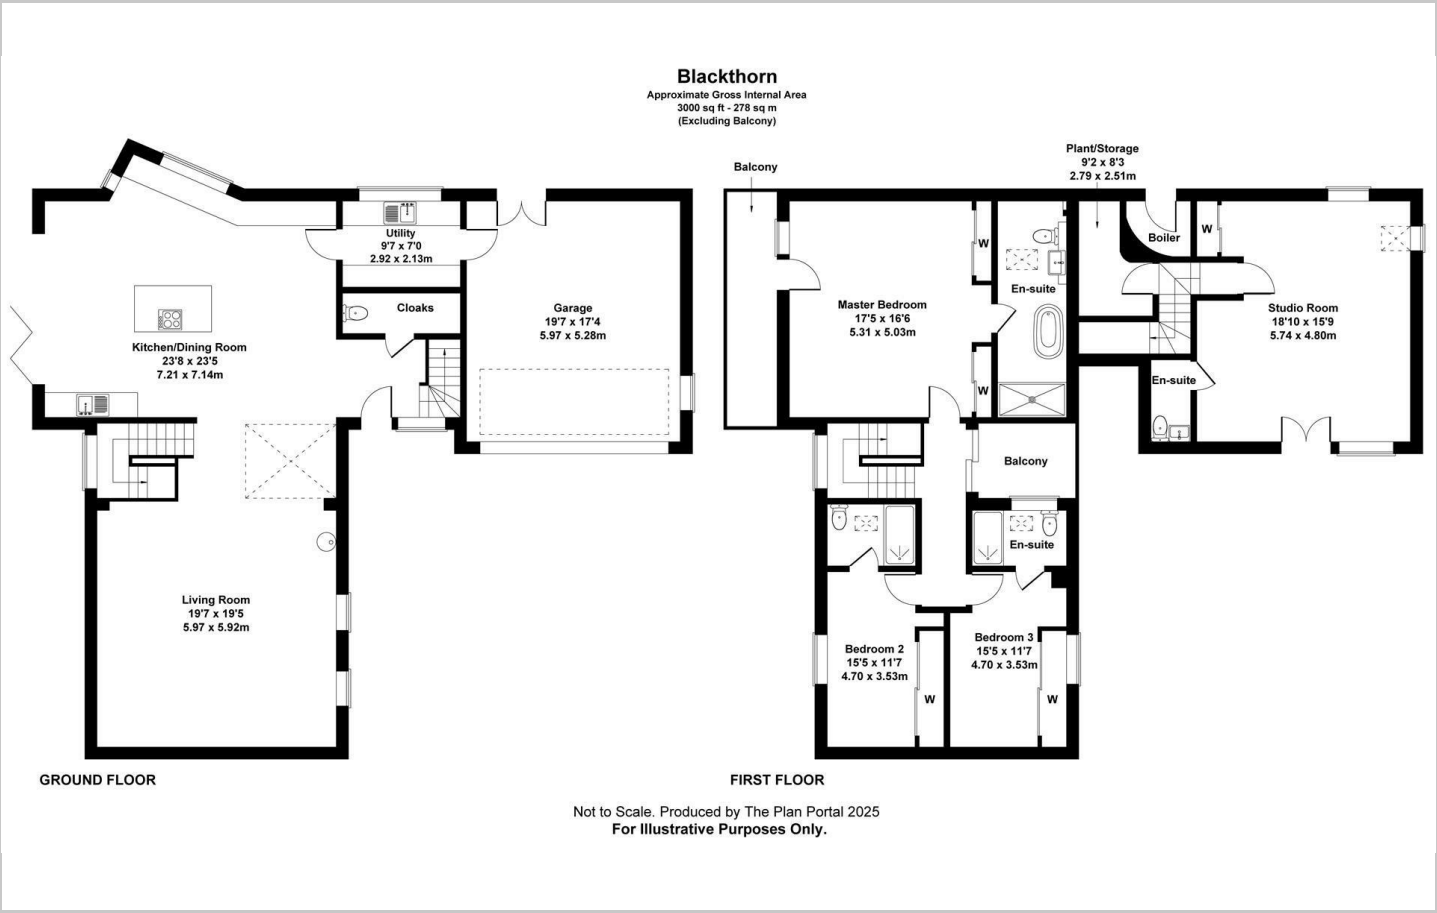 Blackthorn
Approximate Gross Internal Area
3000 sq ft - 278 sq m
(Excluding Balcony)
Utility
9'7 x 7'0
2.92 x 2.13m
Cloaks
Garage
19'7 x 17'4
5.97 x 5.28m
Kitchen/Dining Room
23'8 x 23'5
7.21 x 7.14m
Living Room
19'7 x 19'5
5.97 x 5.92m
GROUND FLOOR
Balcony
Plant/Storage
9'2 x 8'3
2.79 x 2.51m
W
Boiler
W
En-suite
Master Bedroom
17'5 x 16'6
5.31 x 5.03m
Studio Room
18'10 x 15'9
5.74 x 4.80m
W
En-suite
Balcony
En-suite
Bedroom 2
15'5 x 11'7
4.70 x 3.53m
W
Bedroom 3
15'5 x 11'7
4.70 x 3.53m
W
FIRST FLOOR
Not to Scale. Produced by The Plan Portal 2025
For Illustrative Purposes Only.